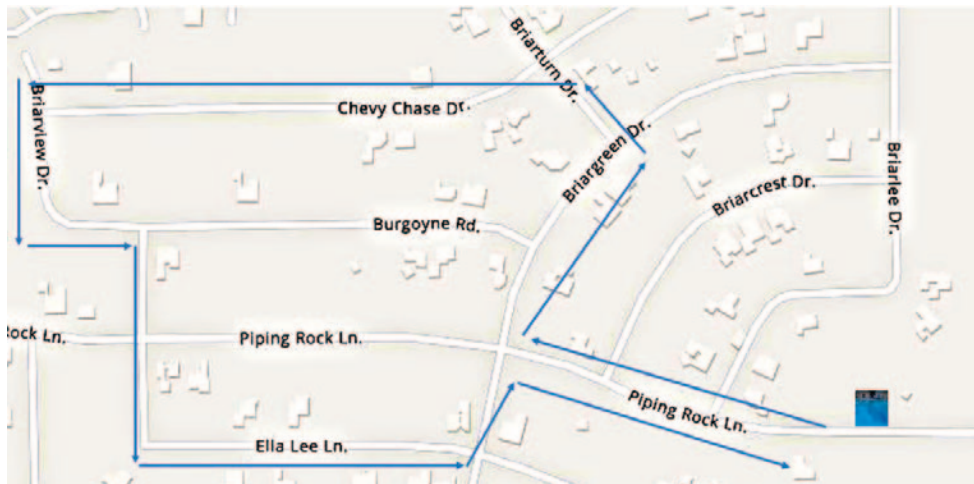 Briarturn Dr.
Briarview Dr.
Chevy Chase Dr.
Briargreen Dr.
Briarlee Dr.
Briarcrest Dr.
Burgoyne Rd.
Rock Ln.
Piping Rock Ln.
Piping Rock Ln.
Ella Lee Ln.